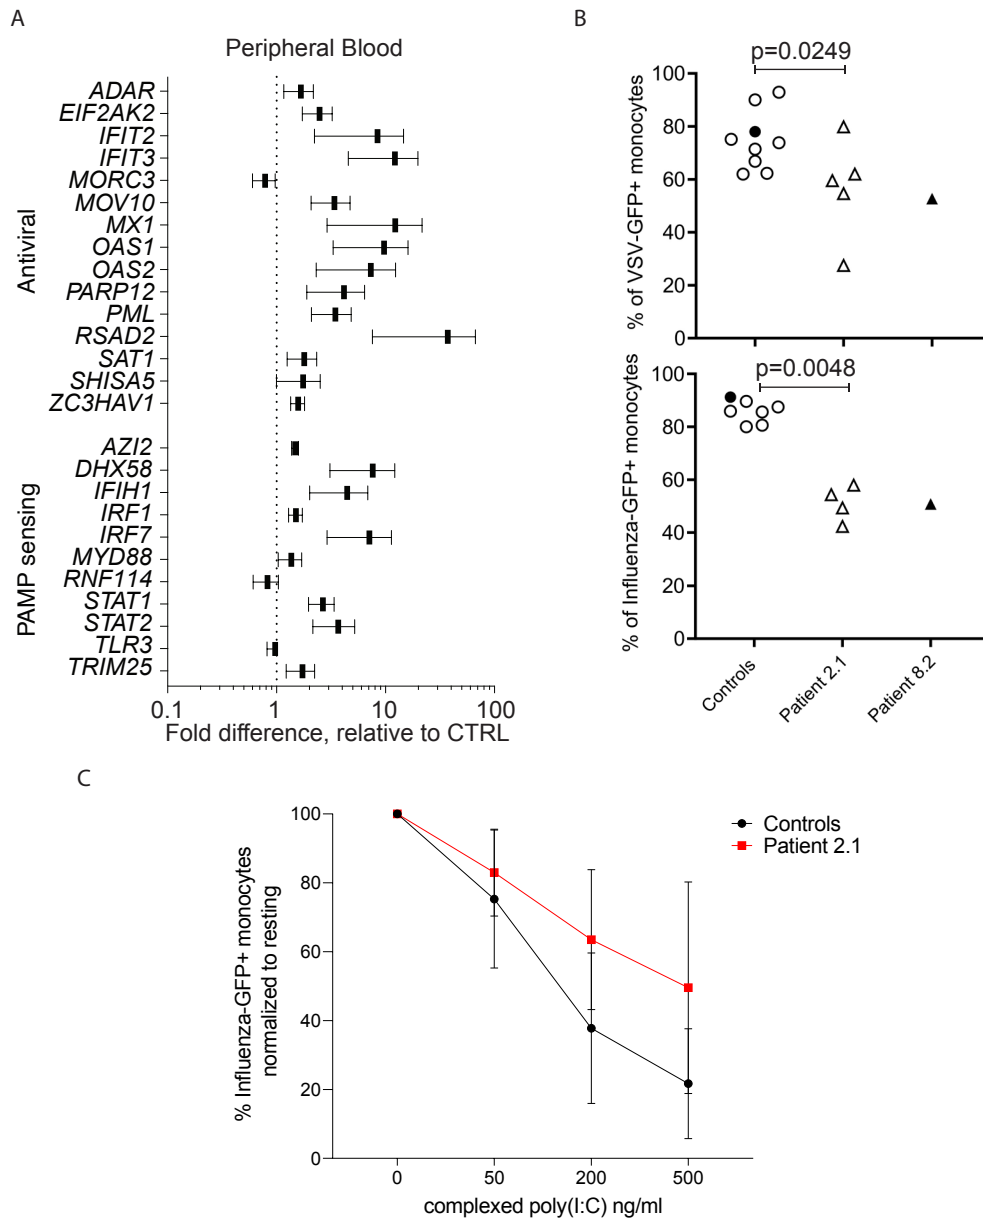 A
Peripheral Blood
Antiviral
ADAR
EIF2AK2
IFIT2
IFIT3
MORC3
MOV10
MX1
OAS1
OAS2
PARP12
PML
RSAD2
SAT1
SHISA5
ZC3HAV1
PAMP sensing
AZI2
DHX58
IFIH1
IRF1
IRF7
MYD88
RNF114
STAT1
STAT2
TLR3
TRIM25
0.1 1 10 100
Fold difference, relative to CTRL
B
p=0.0249
% of VSV-GFP+ monocytes
100
80
60
40
20
0
p=0.0048
% of Influenza-GFP+ monocytes
100
80
60
40
20
0
Controls
Patient 2.1
Patient 8.2
C
% Influenza-GFP+ monocytes
normalized to resting
100
80
60
40
20
0
0 50 200 500
complexed poly(I:C) ng/ml
Controls
Patient 2.1